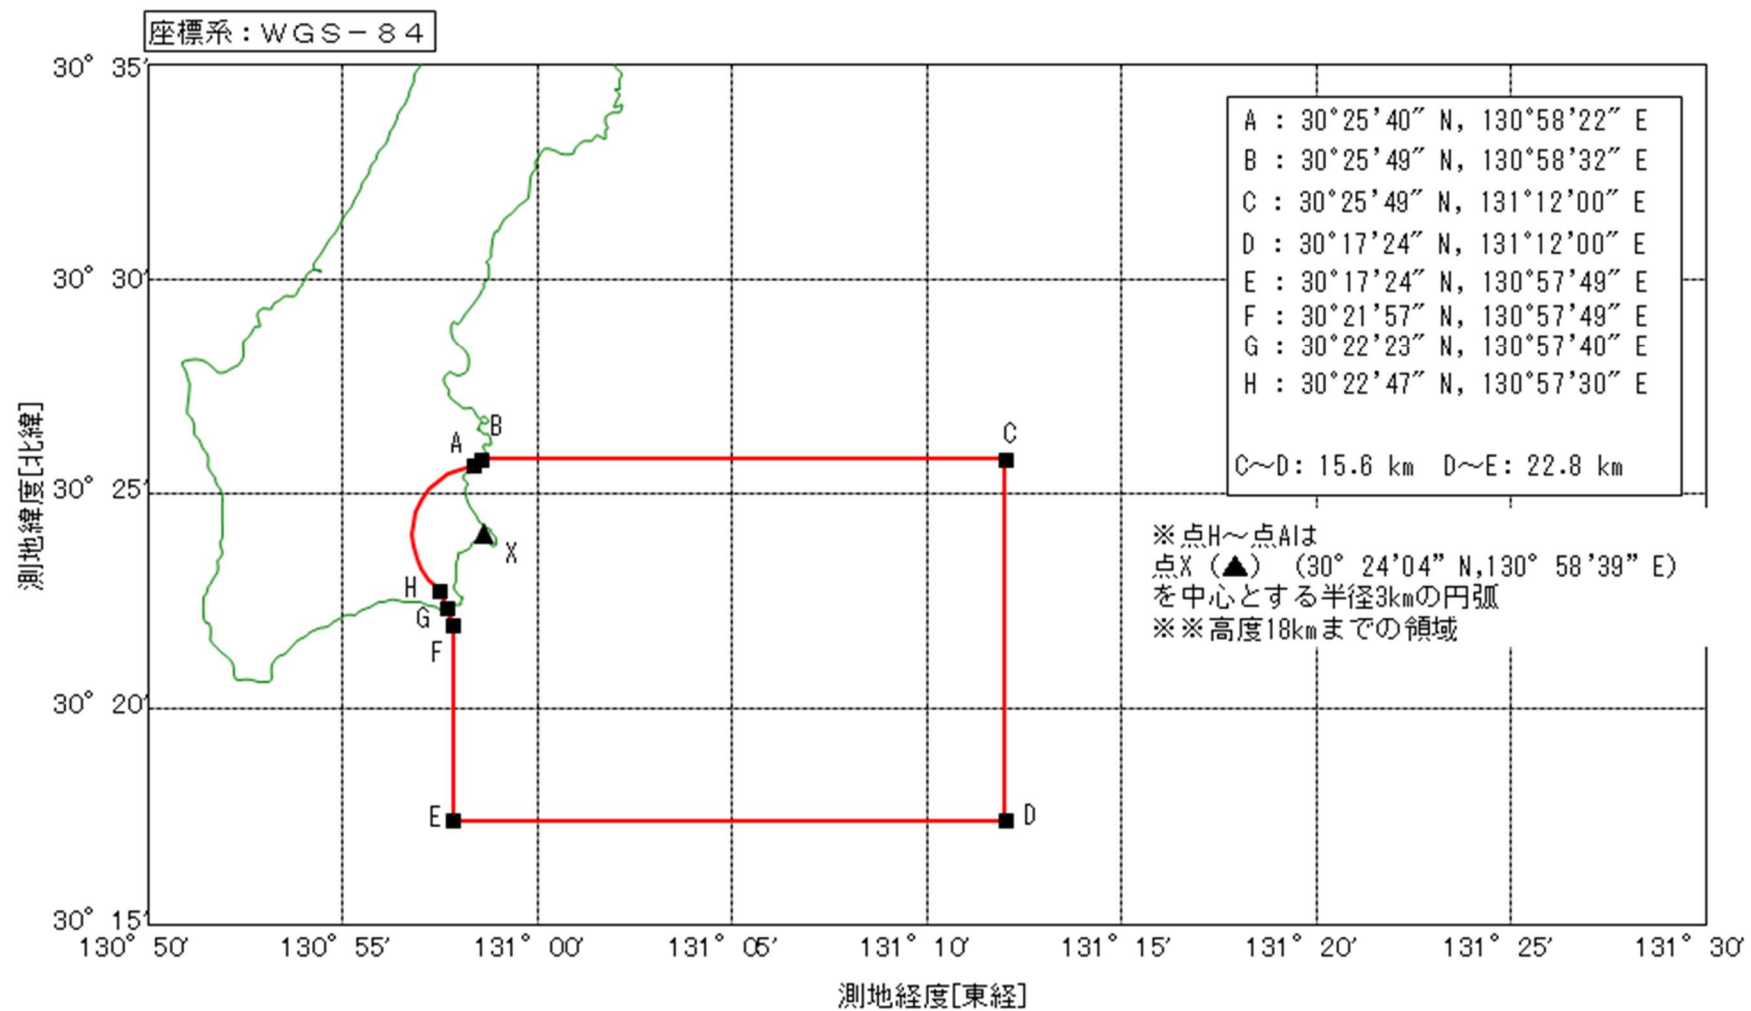 座標系：ＷＧＳ－８４
30° 35′
30° 30′
30° 25′
30° 20′
30° 15′
測地緯度[北緯]
A : 30°25’40” N, 130°58’22” E
B : 30°25’49” N, 130°58’32” E
C : 30°25’49” N, 131°12’00” E
D : 30°17’24” N, 131°12’00” E
E : 30°17’24” N, 130°57’49” E
F : 30°21’57” N, 130°57’49” E
G : 30°22’23” N, 130°57’40” E
H : 30°22’47” N, 130°57’30” E
C～D: 15.6 km D～E: 22.8 km
※点H～点Aは
点X（▲）（30° 24’04” N,130° 58’39” E）
を中心とする半径3kmの円弧
※※高度18kmまでの領域
A
B
C
X
H
G
F
E
D
130° 50′ 130° 55′ 131° 00′ 131° 05′ 131° 10′ 131° 15′ 131° 20′ 131° 25′ 131° 30′
測地経度[東経]